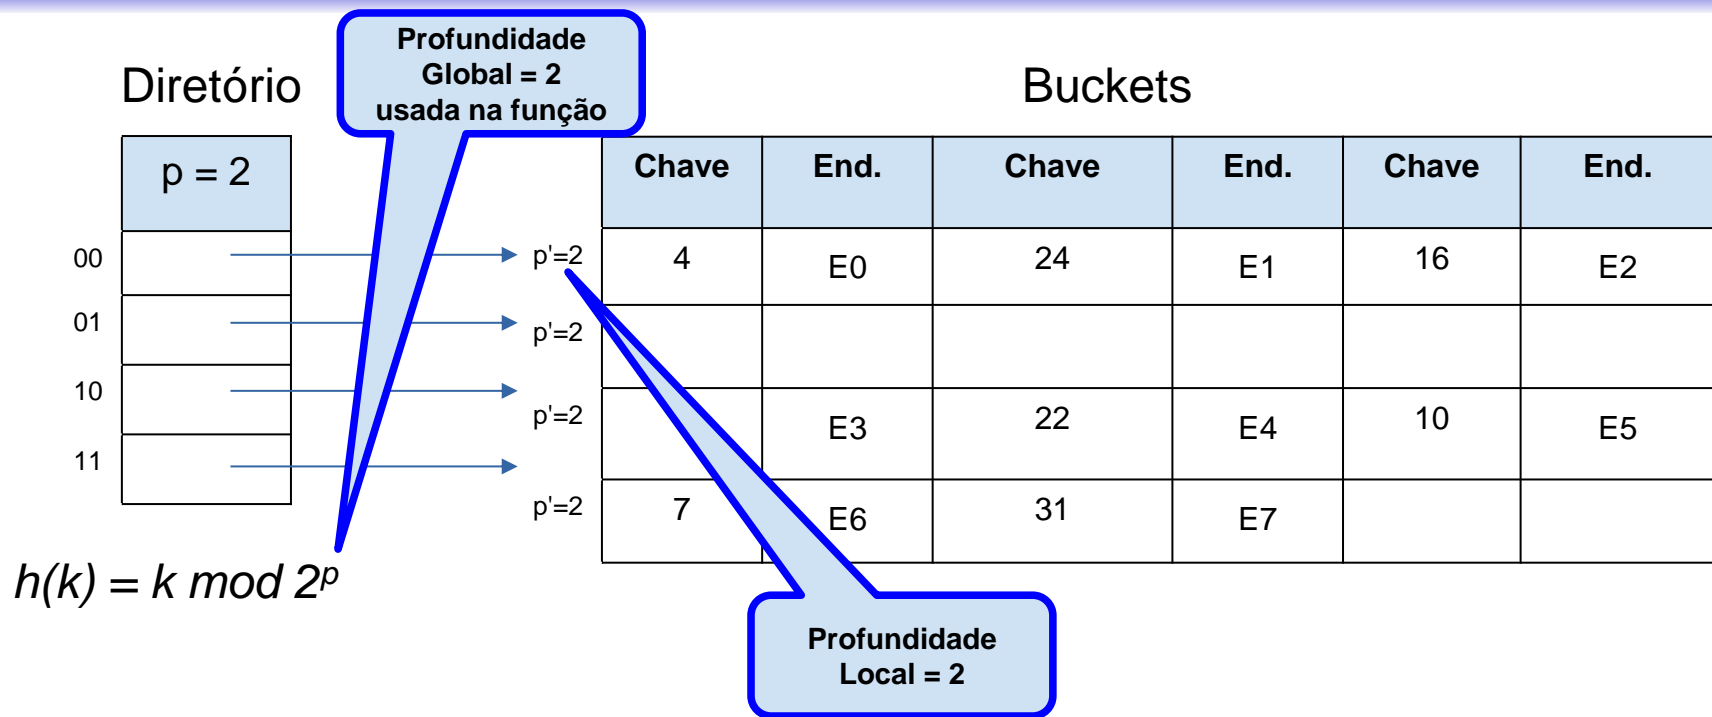 Profundidade
Global = 2
usada na função
Diretório
Buckets
p = 2
Chave End. Chave End. Chave End.
00 p'=2 4 E0 24 E1 16 E2
01 p'=2
10 p'=2 E3 22 E4 10 E5
11 p'=2 7 E6 31 E7
h(k) = k mod 2ᵖ
Profundidade
Local = 2